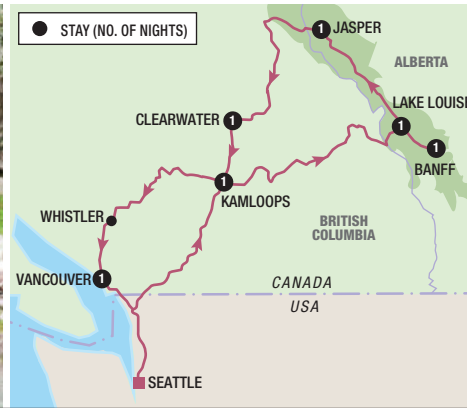 STAY (NO. OF NIGHTS)
1
JASPER
ALBERTA
LAKE LOUISE
1
CLEARWATER
1
1
BANFF
1
KAMLOOPS
BRITISH
COLUMBIA
WHISTLER
VANCOUVER
1
CANADA
USA
SEATTLE